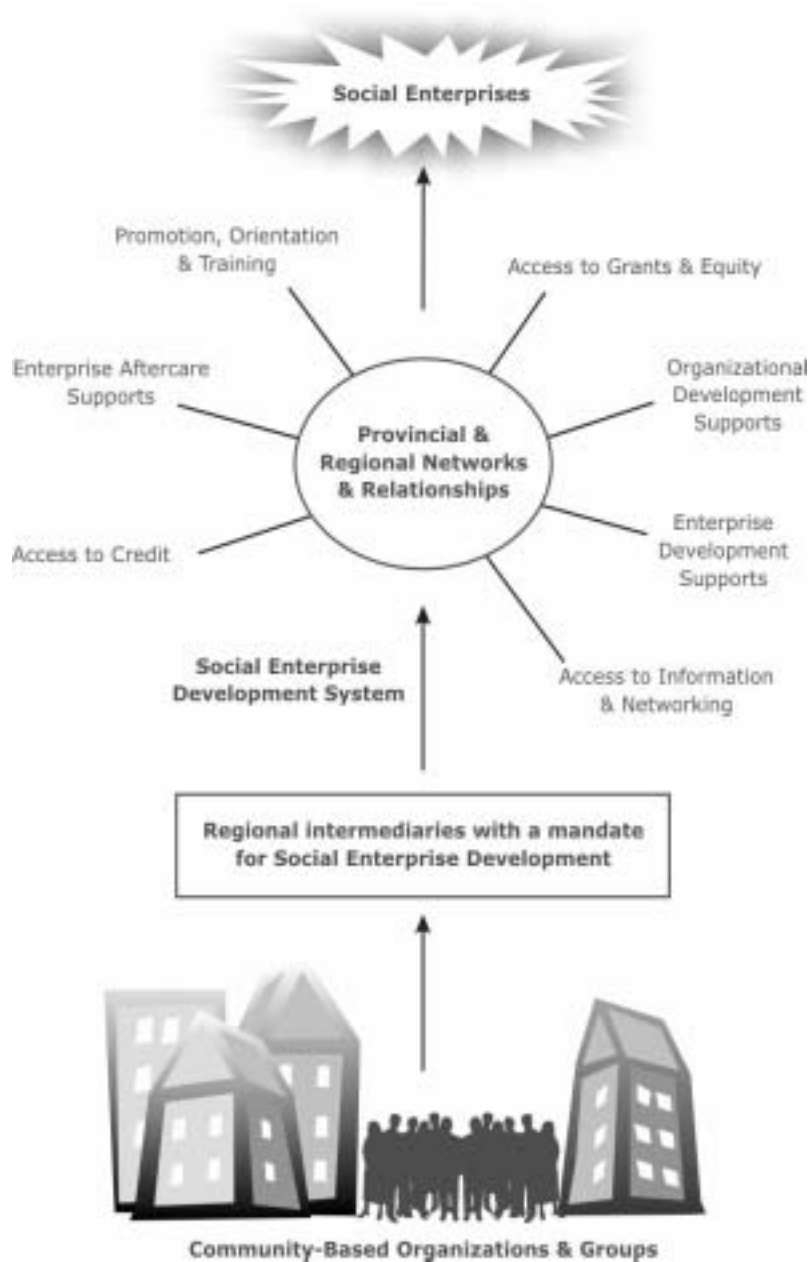 Social Enterprises
Promotion, Orientation
& Training
Access to Grants & Equity
Enterprise Aftercare
Supports
Organizational
Development
Supports
Provincial &
Regional Networks
& Relationships
Access to Credit
Enterprise
Development
Supports
Social Enterprise
Development System
Access to Information
& Networking
Regional intermediaries with a mandate
for Social Enterprise Development
Community-Based Organizations & Groups